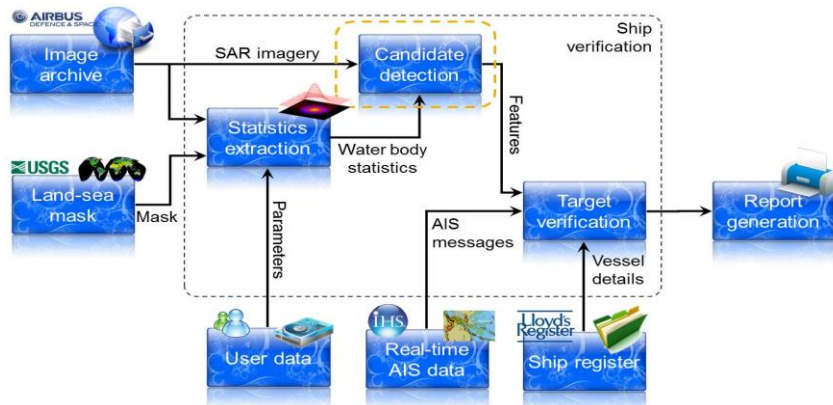 AIRBUS
DEFENCE & SPACE
Image
archive
SAR imagery
Candidate
detection
Ship
verification
Statistics
extraction
Water body
statistics
Features
USGS
Land-sea
mask
Mask
Parameters
AIS
messages
Target
verification
Report
generation
Vessel
details
User data
IHS
Real-time
AIS data
Lloyd's
Register
Ship register